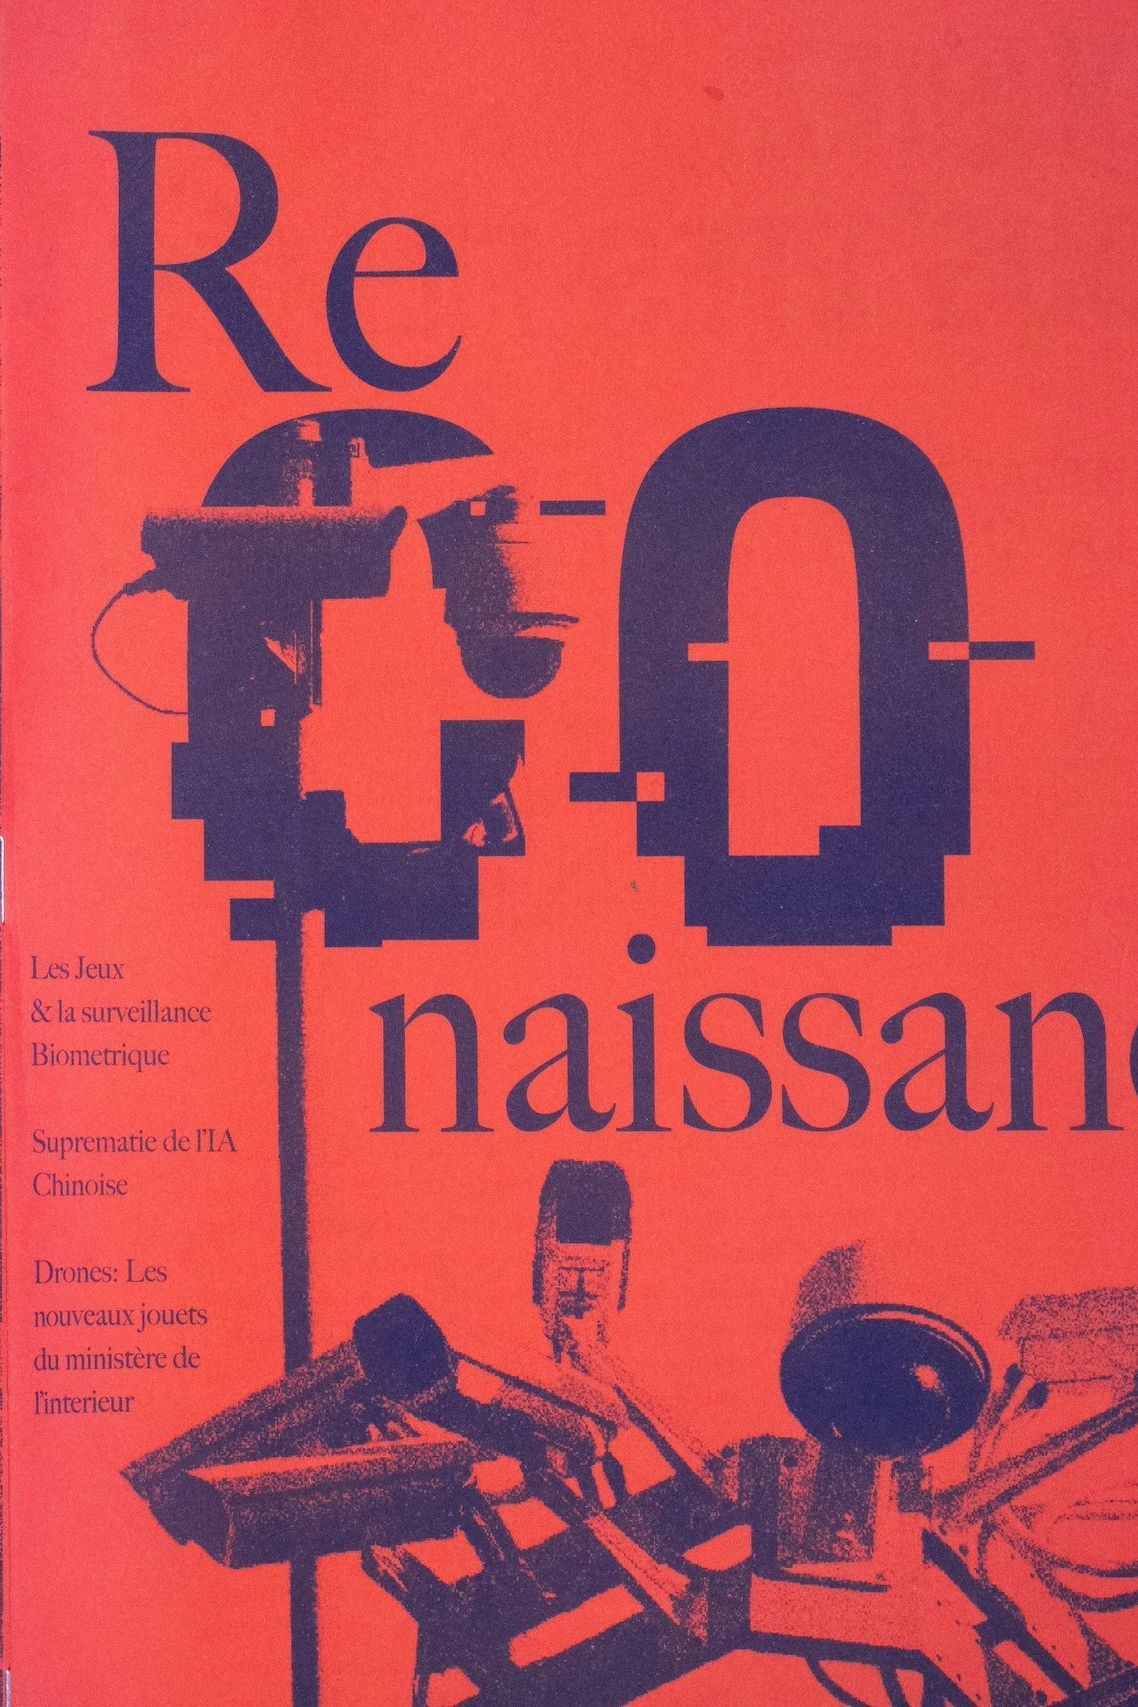 Re
CO
naissanc
Les Jeux
& la surveillance
Biometrique
Suprematie de l'IA
Chinoise
Drones: Les
nouveaux jouets
du ministère de
l'interieur